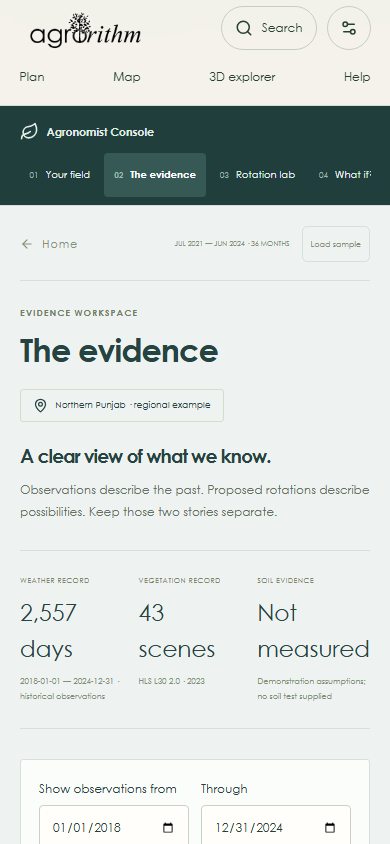 agrorithm
Search
Plan
Map
3D explorer
Help
Agronomist Console
01 Your field
02 The evidence
03 Rotation lab
04 What if?
← Home
JUL 2021 — JUN 2024 · 36 MONTHS
Load sample
EVIDENCE WORKSPACE
The evidence
Northern Punjab · regional example
A clear view of what we know.
Observations describe the past. Proposed rotations describe
possibilities. Keep those two stories separate.
WEATHER RECORD
2,557
days
2018-01-01 — 2024-12-31 ·
historical observations
VEGETATION RECORD
43
scenes
HLS L30 2.0 · 2023
SOIL EVIDENCE
Not
measured
Demonstration assumptions;
no soil test supplied
Show observations from
01/01/2018
Through
12/31/2024